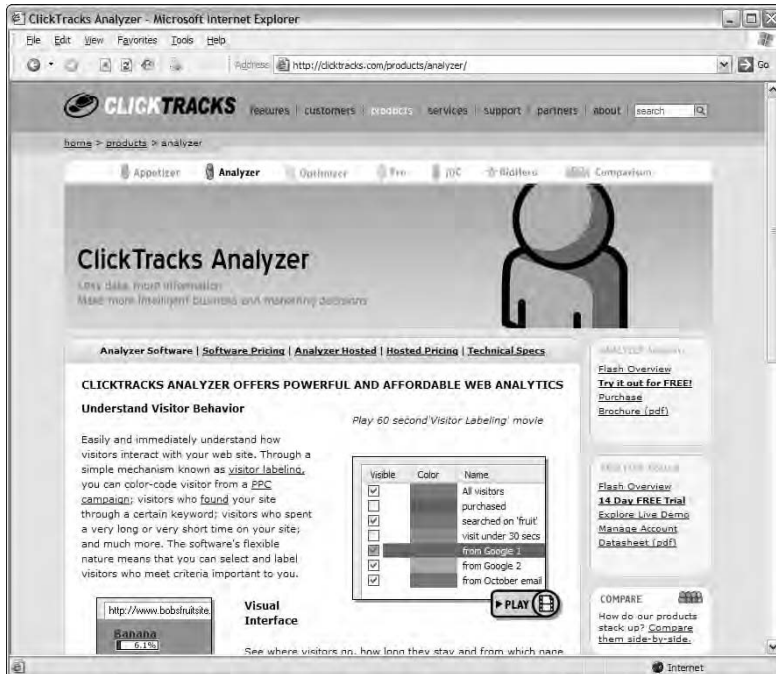 ClickTracks Analyzer - Microsoft Internet Explorer
File Edit View Favorites Tools Help
Address http://clicktracks.com/products/analyzer/ Go
CLICKTRACKS features | customers | products | services | support | partners | about | search
home > products > analyzer
Appetizer Analyzer Optimizer Pro JDC BidHero Comparison
ClickTracks Analyzer
Less data, more information
Make more intelligent business and marketing decisions
Analyzer Software | Software Pricing | Analyzer Hosted | Hosted Pricing | Technical Specs
CLICKTRACKS ANALYZER OFFERS POWERFUL AND AFFORDABLE WEB ANALYTICS
Understand Visitor Behavior
Easily and immediately understand how
visitors interact with your web site. Through a
simple mechanism known as visitor labeling,
you can color-code visitor from a PPC
campaign; visitors who found your site
through a certain keyword; visitors who spent
a very long or very short time on your site;
and much more. The software's flexible
nature means that you can select and label
visitors who meet criteria important to you.
Play 60 second 'Visitor Labeling' movie
Visible Color Name
All visitors
purchased
searched on 'fruit'
visit under 30 secs
from Google 1
from Google 2
from October email
PLAY
http://www.bobsfruitsite.
Banana
6.1%
Visual
Interface
See where visitors go, how long they stay and from which page
ANALYZER
Flash Overview
Try it out for FREE!
Purchase
Brochure (pdf)
Flash Overview
14 Day FREE Trial
Explore Live Demo
Manage Account
Datasheet (pdf)
COMPARE
How do our products
stack up? Compare
them side-by-side.
Internet